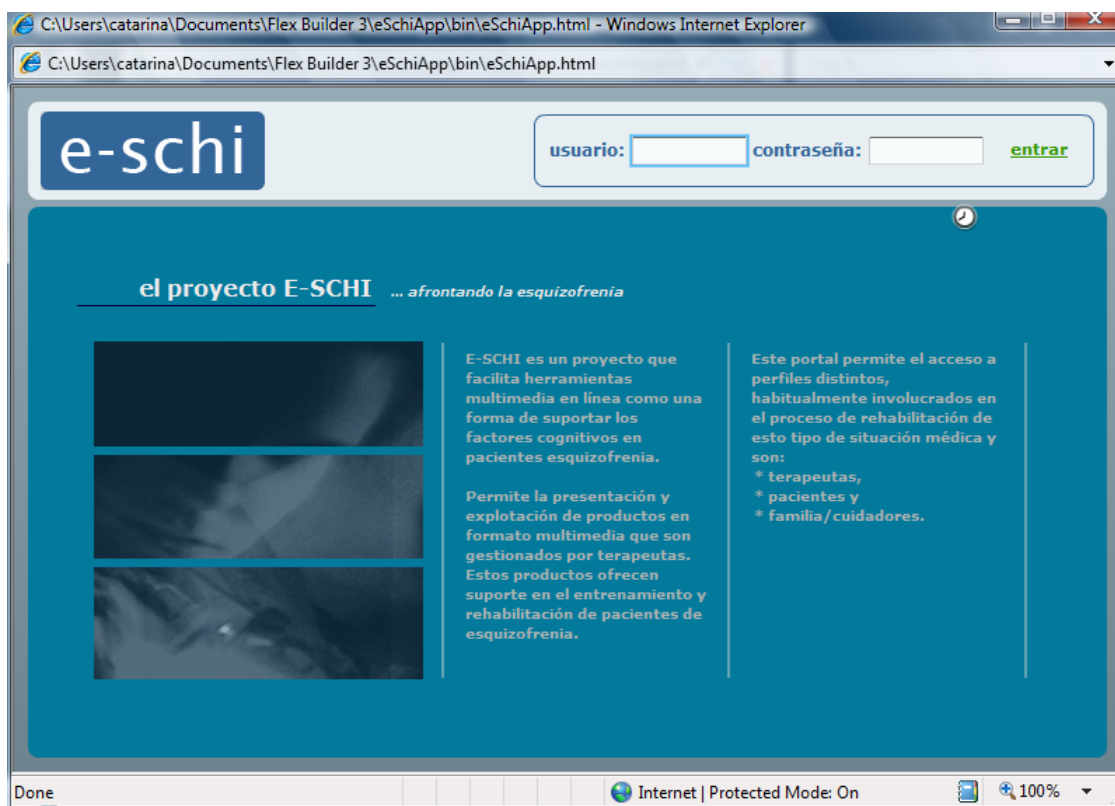 C:\Users\catarina\Documents\Flex Builder 3\eSchiApp\bin\eSchiApp.html - Windows Internet Explorer
C:\Users\catarina\Documents\Flex Builder 3\eSchiApp\bin\eSchiApp.html
e-schi
usuario: contraseña: entrar
el proyecto E-SCHI ... afrontando la esquizofrenia
E-SCHI es un proyecto que
facilita herramientas
multimedia en línea como una
forma de suportar los
factores cognitivos en
pacientes esquizofrenia.
Permite la presentación y
explotación de productos en
formato multimedia que son
gestionados por terapeutas.
Estos productos ofrecen
suporte en el entrenamiento y
rehabilitación de pacientes de
esquizofrenia.
Este portal permite el acceso a
perfiles distintos,
habitualmente involucrados en
el proceso de rehabilitación de
esto tipo de situación médica y
son:
* terapeutas,
* pacientes y
* familia/cuidadores.
Done Internet | Protected Mode: On 100%